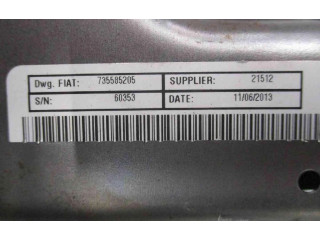 Dwg. FIAT: 735585205 SUPPLIER: 21512
S/N: 60353 DATE: 11/06/2013